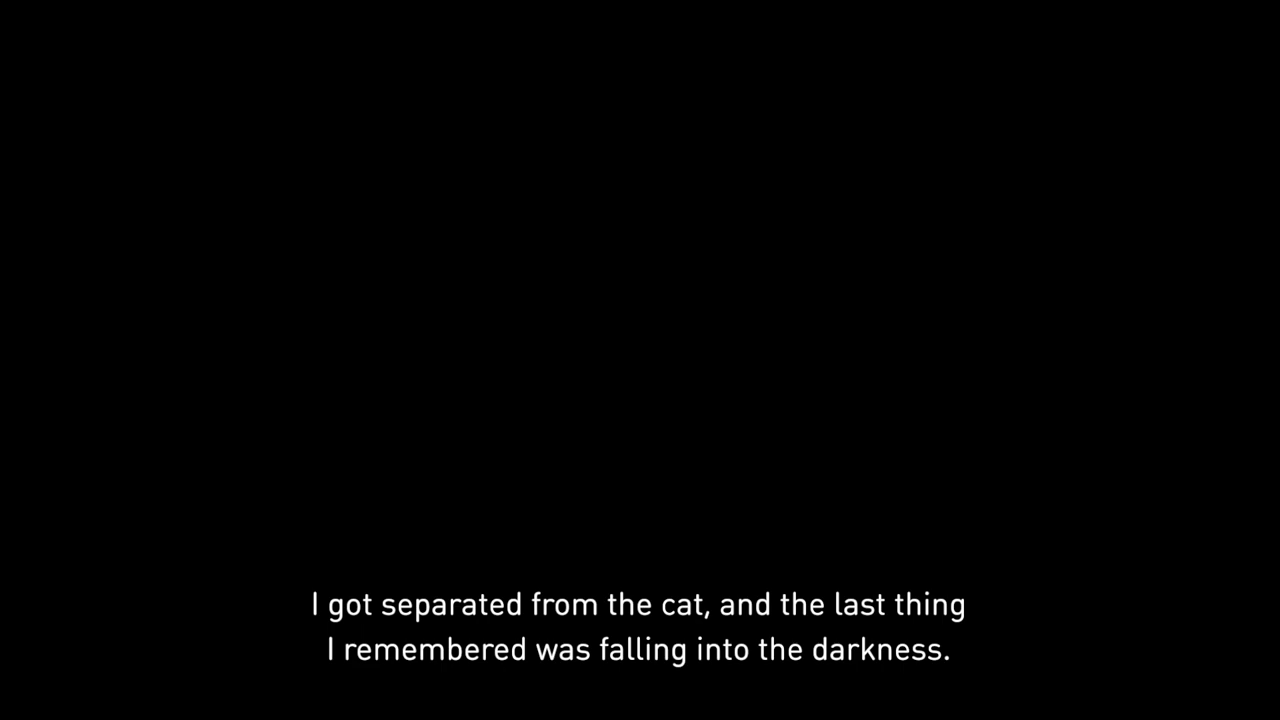 I got separated from the cat, and the last thing
I remembered was falling into the darkness.